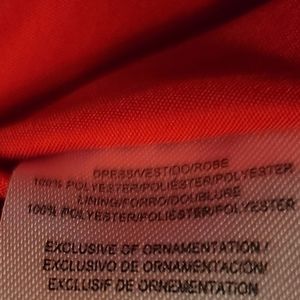 DRESS/VESTIDO/ROBE
100% POLYESTER/POLIÉSTER/POLYESTER
LINING/FORRO/DOUBLURE
100% POLYESTER/POLIÉSTER/POLYESTER
EXCLUSIVE OF ORNAMENTATION/
EXCLUSIVO DE ORNAMENTACIÓN/
EXCLUSIF DE ORNEMENTATION